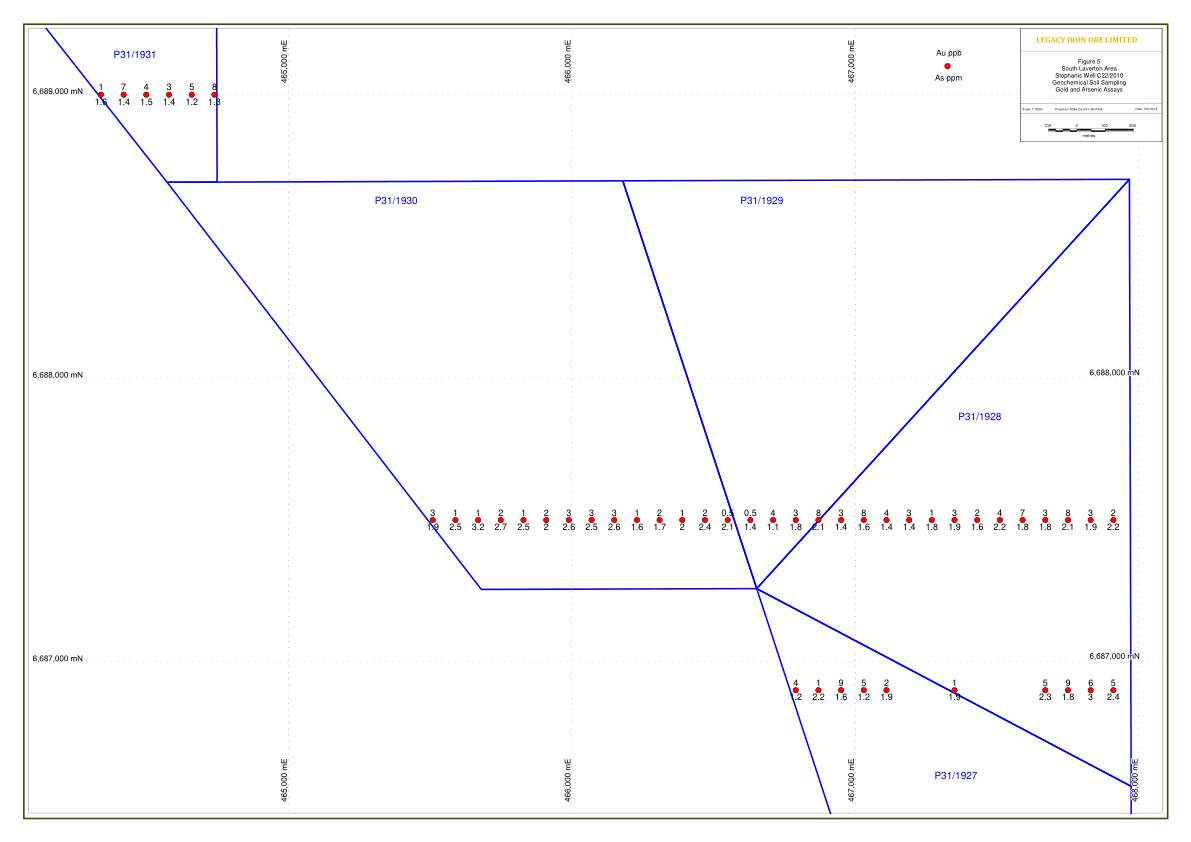 P31/1931
465,000 mE
466,000 mE
467,000 mE
Au ppb
As ppm
LEGACY IRON ORE LIMITED
Figure 5
South Laverton Area
Stophanis Well C22/2010
Geochemical Soil Sampling
Gold and Arsenic Assays
100 0 100 200
metres
6,689,000 mN
1 7 4 3 5 8
1.6 1.4 1.5 1.4 1.2 1.3
P31/1930
P31/1929
6,688,000 mN
6,688,000 mN
P31/1928
3 1 1 2 1 2 3 3 3 1 2 1 2 0.5 0.5 4 3 8 3 8 4 3 1 3 2 4 7 3 8 3 2
1.9 2.5 3.2 2.7 2.5 2 2.6 2.5 2.6 1.6 1.7 2 2.4 2.1 1.4 1.1 1.8 2.1 1.4 1.6 1.4 1.4 1.8 1.9 1.6 2.2 1.8 1.8 2.1 1.9 2.2
6,687,000 mN
6,687,000 mN
4 1 9 5 2 1 5 9 6 5
1.2 2.2 1.6 1.2 1.9 1.9 2.3 1.8 3 2.4
P31/1927
465,000 mE
466,000 mE
467,000 mE
468,000 mE